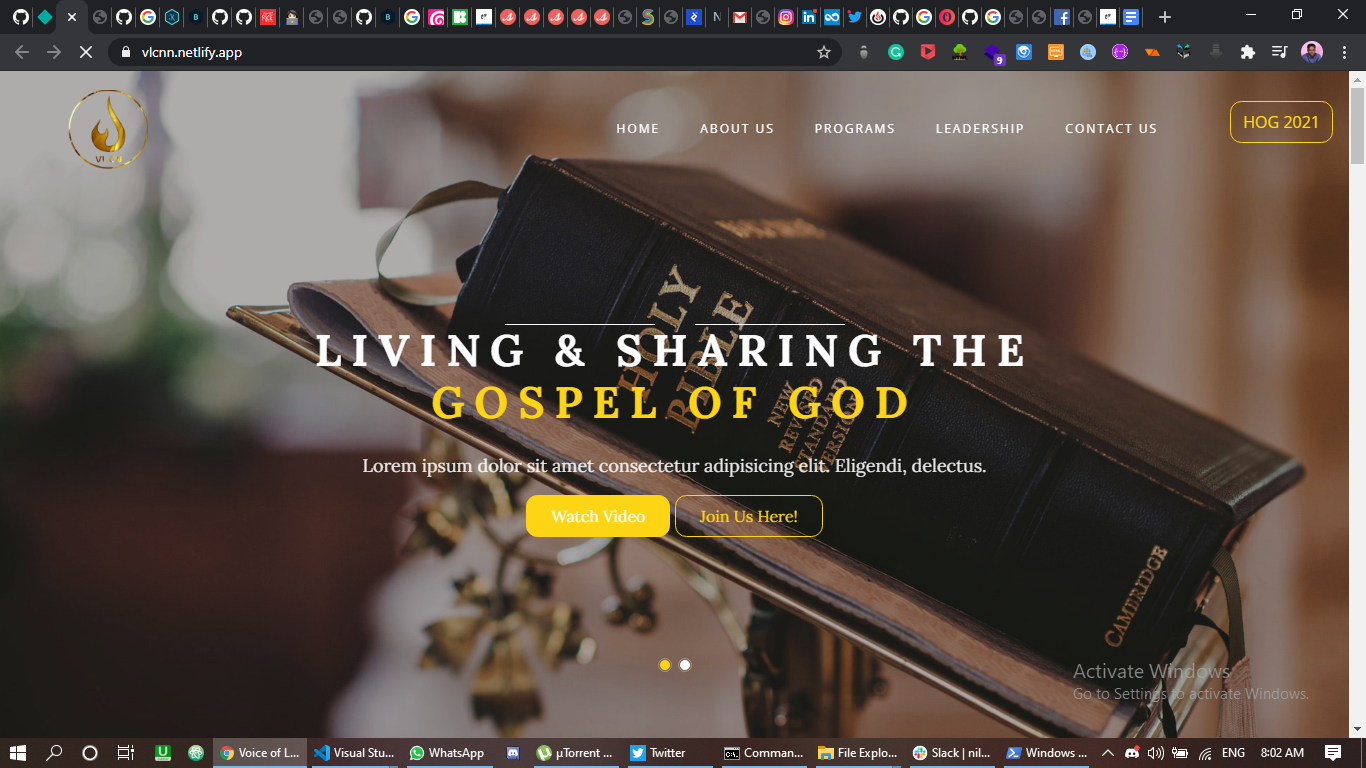 vlcnn.netlify.app
9
VLCN
HOME
ABOUT US
PROGRAMS
LEADERSHIP
CONTACT US
HOG 2021
HOLY
BIBLE
NEW
REVISED
STANDARD
VERSION
LIVING & SHARING THE
GOSPEL OF GOD
Lorem ipsum dolor sit amet consectetur adipisicing elit. Eligendi, delectus.
Watch Video
Join Us Here!
CAMBRIDGE
Activate Windows
Go to Settings to activate Windows.
Voice of L...
Visual Stu...
WhatsApp
µTorrent ...
Twitter
Comman...
File Explo...
Slack | nil...
Windows ...
ENG
8:02 AM